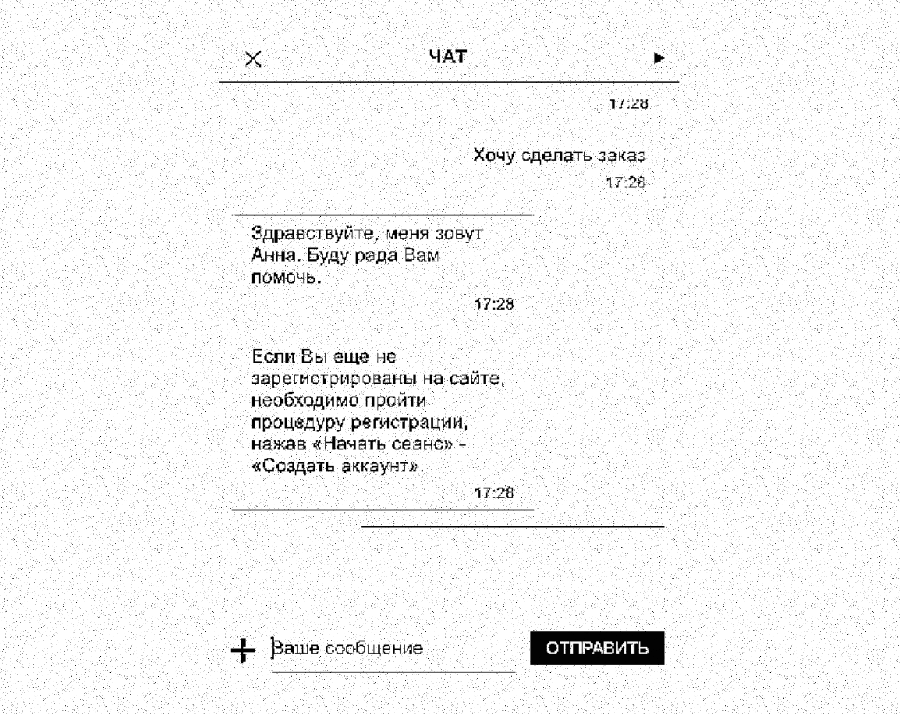 ЧАТ
17:28
Хочу сделать заказ
17:28
Здравствуйте, меня зовут
Анна. Буду рада Вам
помочь.
17:28
Если Вы еще не
зарегистрированы на сайте,
необходимо пройти
процедуру регистрации,
нажав «Начать сеанс» -
«Создать аккаунт»
17:28
Ваше сообщение
ОТПРАВИТЬ